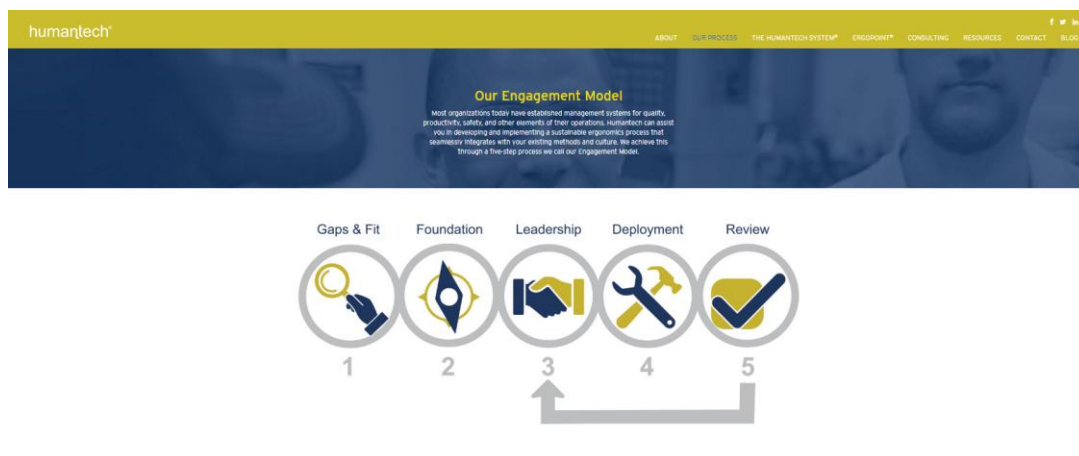 humantech®
f in
ABOUT OUR PROCESS THE HUMANTECH SYSTEM® ERGOPOINT® CONSULTING RESOURCES CONTACT BLOG
Our Engagement Model
Most organizations today have established management systems for quality,
productivity, safety, and other elements of their operations. Humantech can assist
you in developing and implementing a sustainable ergonomics process that
seamlessly integrates with your existing methods and culture. We achieve this
through a five-step process we call our Engagement Model.
Gaps & Fit Foundation Leadership Deployment Review
1 2 3 4 5